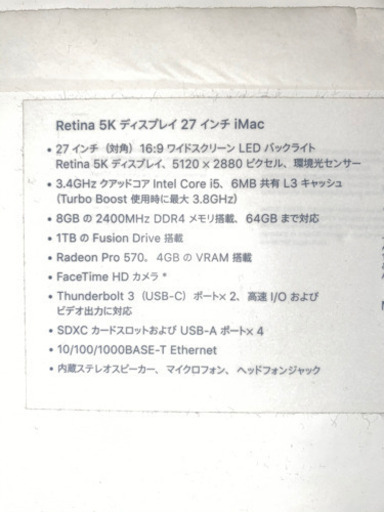 Retina 5K ディスプレイ 27 インチ iMac
• 27 インチ（対角）16:9 ワイドスクリーン LED バックライト
Retina 5K ディスプレイ、5120 × 2880 ピクセル、環境光センサー
• 3.4GHz クアッドコア Intel Core i5、6MB 共有 L3 キャッシュ
(Turbo Boost 使用時に最大 3.8GHz)
• 8GB の 2400MHz DDR4 メモリ搭載、64GB まで対応
• 1TB の Fusion Drive 搭載
• Radeon Pro 570、4GB の VRAM 搭載
• FaceTime HD カメラ *
• Thunderbolt 3（USB-C）ポート× 2、高速 I/O および
ビデオ出力に対応
• SDXC カードスロットおよび USB-A ポート× 4
• 10/100/1000BASE-T Ethernet
• 内蔵ステレオスピーカー、マイクロフォン、ヘッドフォンジャック